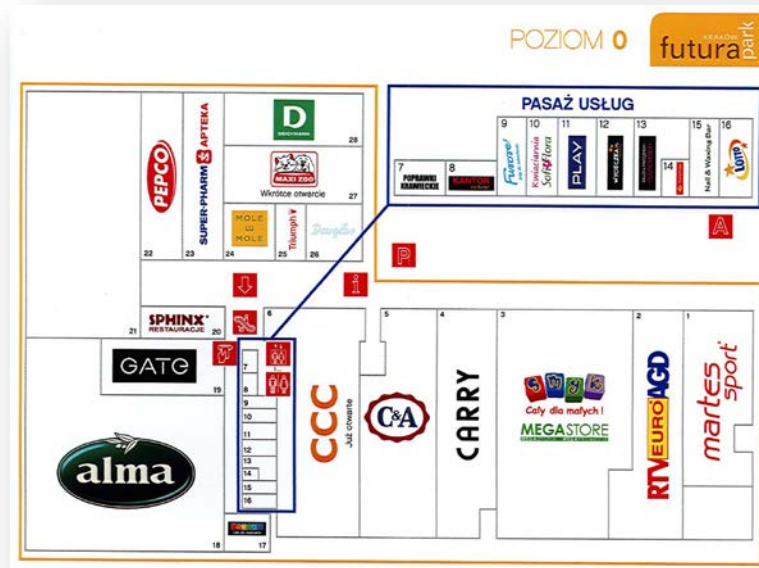 POZIOM 0
KRAKÓW
futura park
PASAŻ USŁUG
7
POPRAWKI
KRAWIECKIE
8
KANTOR
9
Furore!
10
Kwiaciarnia
Soft Flora
11
PLAY
12
13
14
15
Nail & Waxing Bar
16
LOTTO
A
P
i
PEPCO
22
SUPER-PHARM APTEKA
23
D
DEICHMANN
28
MAXI ZOO
Wkrótce otwarcie
27
MOLE
MOLE
24
Triumph
25
Douglas
26
21
SPHINX
RESTAURACJE
20
GATE
19
alma
18
17
6
7
8
9
10
11
12
13
14
15
16
CCC
Już otwarte
5
C&A
4
CARRY
3
smyk
Cały dla małych !
MEGASTORE
2
RTV EURO AGD
1
martes
sport